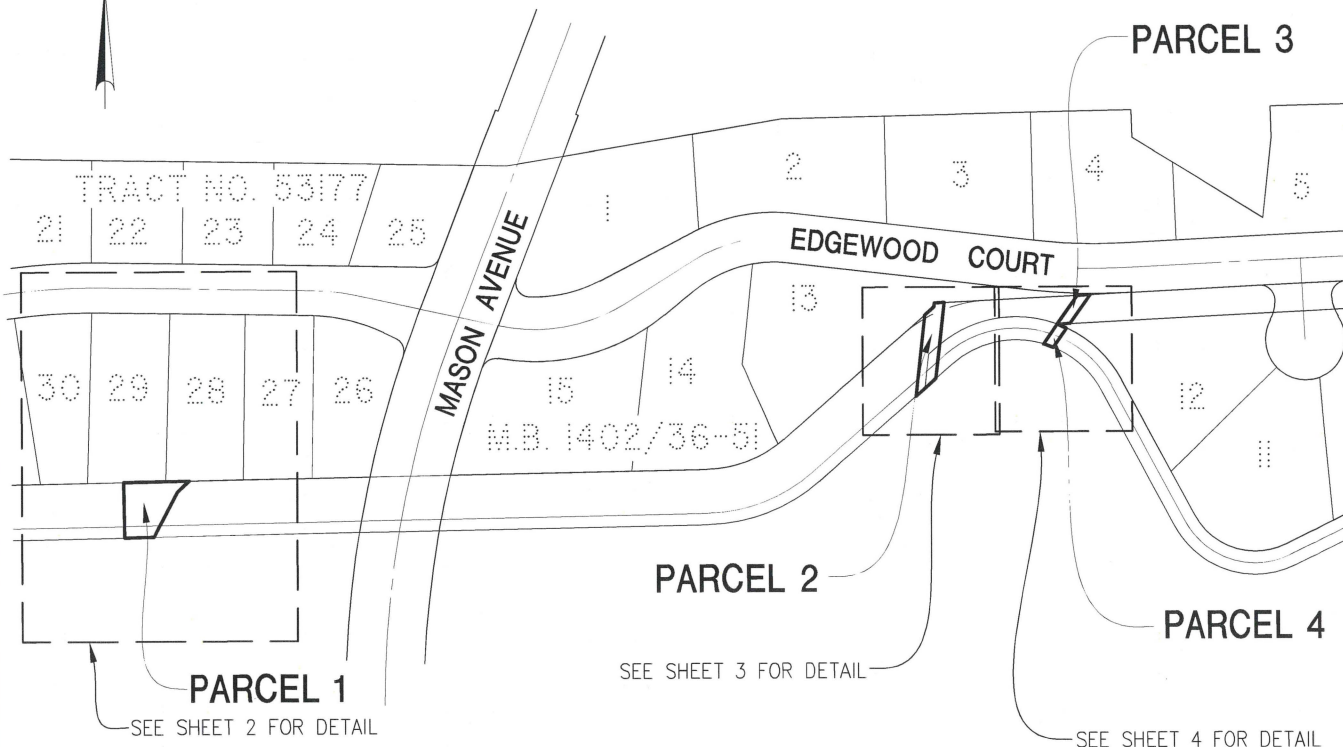 PARCEL 3
TRACT NO. 53177
21
22
23
24
25
1
2
3
4
5
MASON AVENUE
EDGEWOOD COURT
13
30
29
28
27
26
15
14
12
11
M.B. 1402/36-51
PARCEL 2
PARCEL 4
SEE SHEET 3 FOR DETAIL
PARCEL 1
SEE SHEET 2 FOR DETAIL
SEE SHEET 4 FOR DETAIL